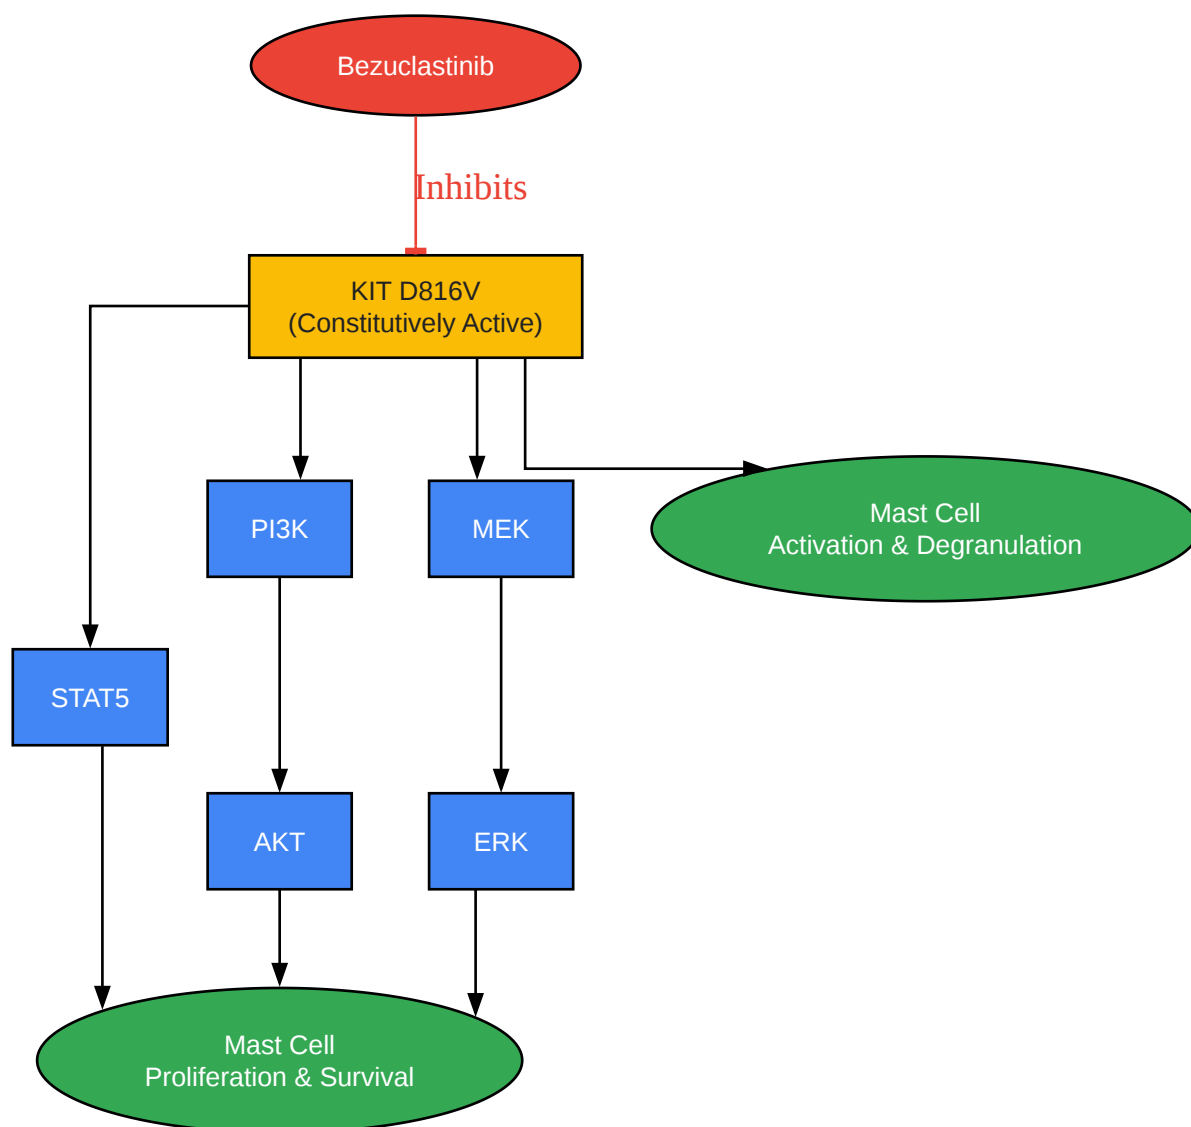 Bezuclastinib
Inhibits
KIT D816V
(Constitutively Active)
PI3K
MEK
Mast Cell
Activation & Degranulation
STAT5
AKT
ERK
Mast Cell
Proliferation & Survival